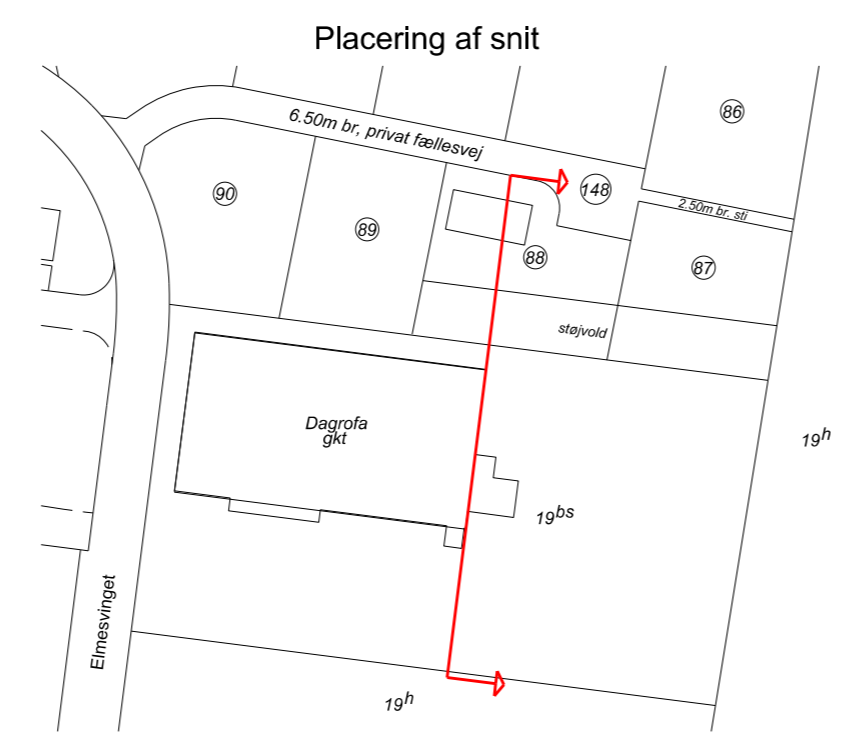 Placering af snit
86
6.50m br, privat fællesvej
148
90
2.50m br. sti
89
88
87
støjvold
Dagrofa
gkt
19h
19bs
Elmesvinget
19h